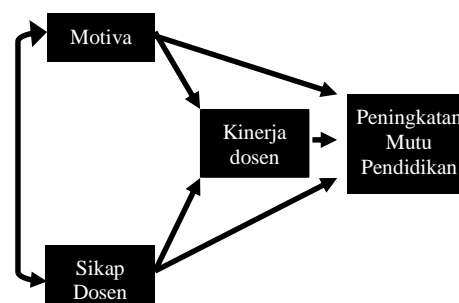 Motiva
Kinerja
dosen
Peningkatan
Mutu
Pendidikan
Sikap
Dosen